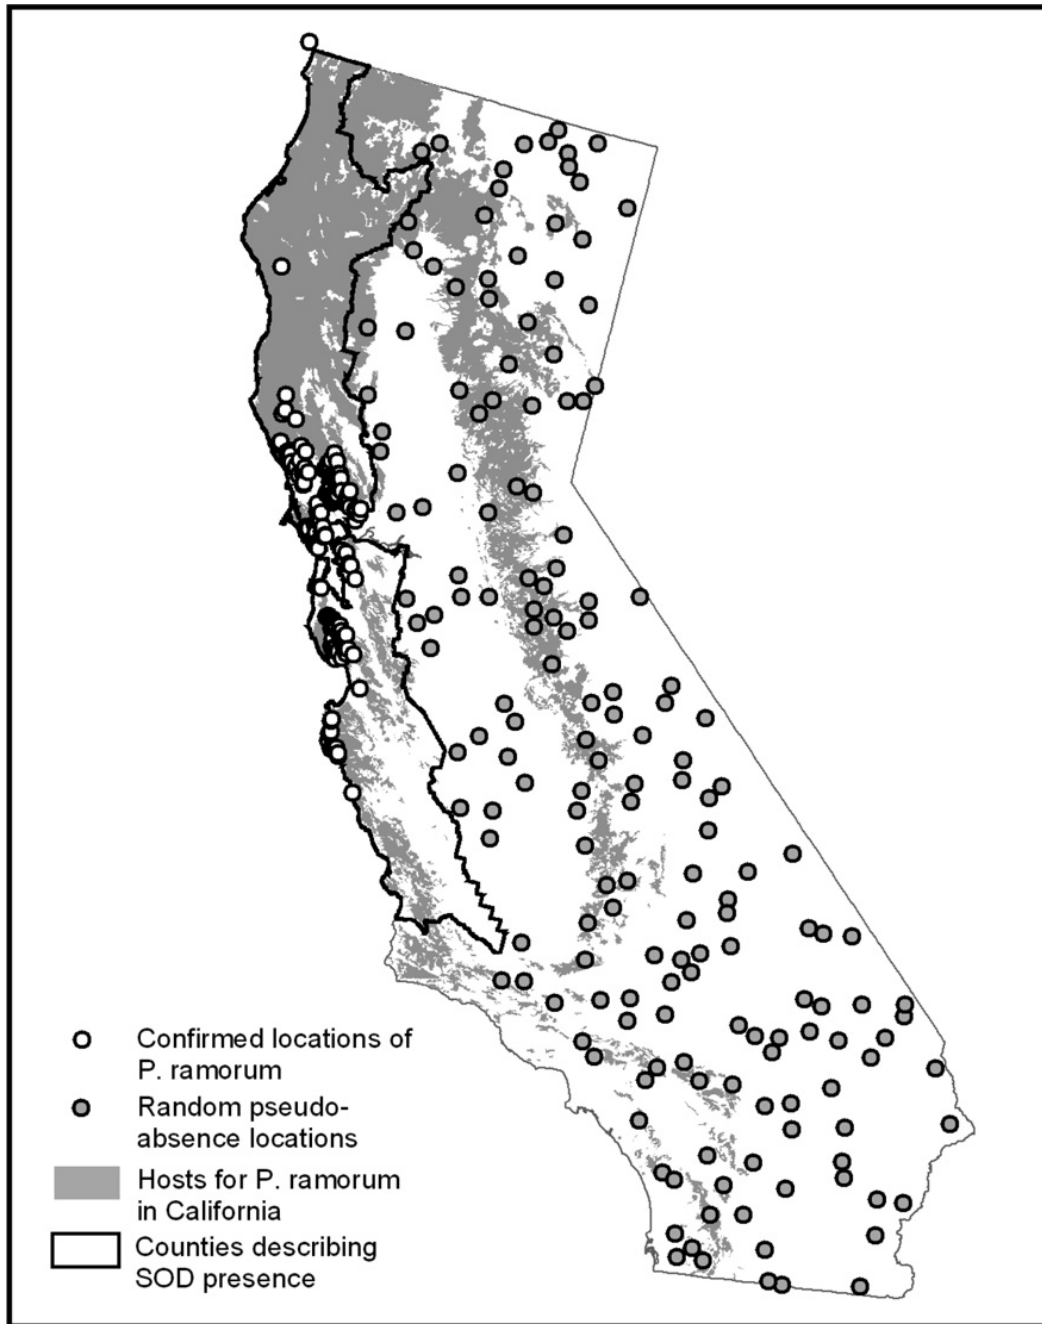 Confirmed locations of
P. ramorum
Random pseudo-
absence locations
Hosts for P. ramorum
in California
Counties describing
SOD presence